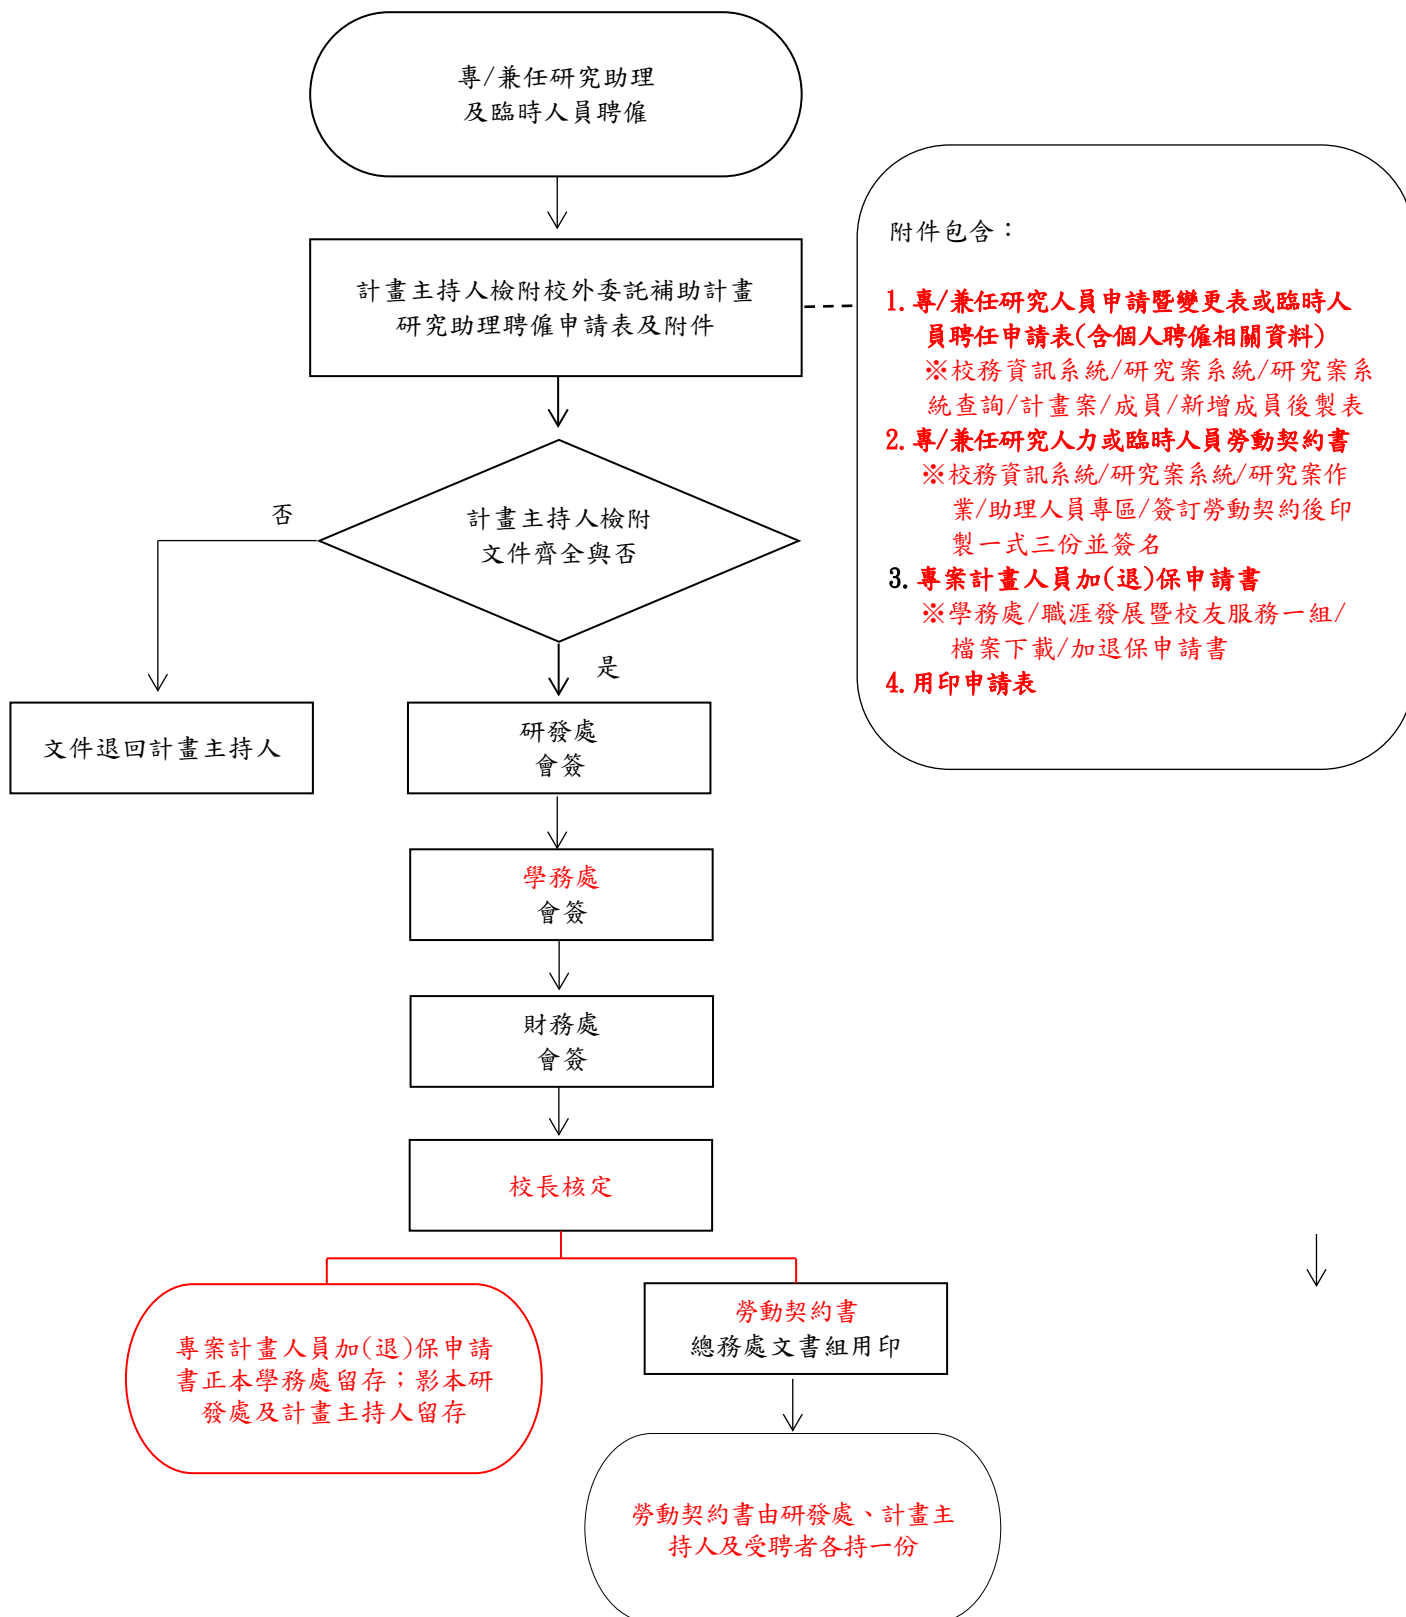 專/兼任研究助理
及臨時人員聘僱
計畫主持人檢附校外委託補助計畫
研究助理聘僱申請表及附件
附件包含：
1.專/兼任研究人員申請暨變更表或臨時人
員聘任申請表(含個人聘僱相關資料)
※校務資訊系統/研究案系統/研究案系
統查詢/計畫案/成員/新增成員後製表
2.專/兼任研究人力或臨時人員勞動契約書
※校務資訊系統/研究案系統/研究案作
業/助理人員專區/簽訂勞動契約後印
製一式三份並簽名
3.專案計畫人員加(退)保申請書
※學務處/職涯發展暨校友服務一組/
檔案下載/加退保申請書
4.用印申請表
計畫主持人檢附
文件齊全與否
否
是
文件退回計畫主持人
研發處
會簽
學務處
會簽
財務處
會簽
校長核定
專案計畫人員加(退)保申請
書正本學務處留存；影本研
發處及計畫主持人留存
勞動契約書
總務處文書組用印
勞動契約書由研發處、計畫主
持人及受聘者各持一份